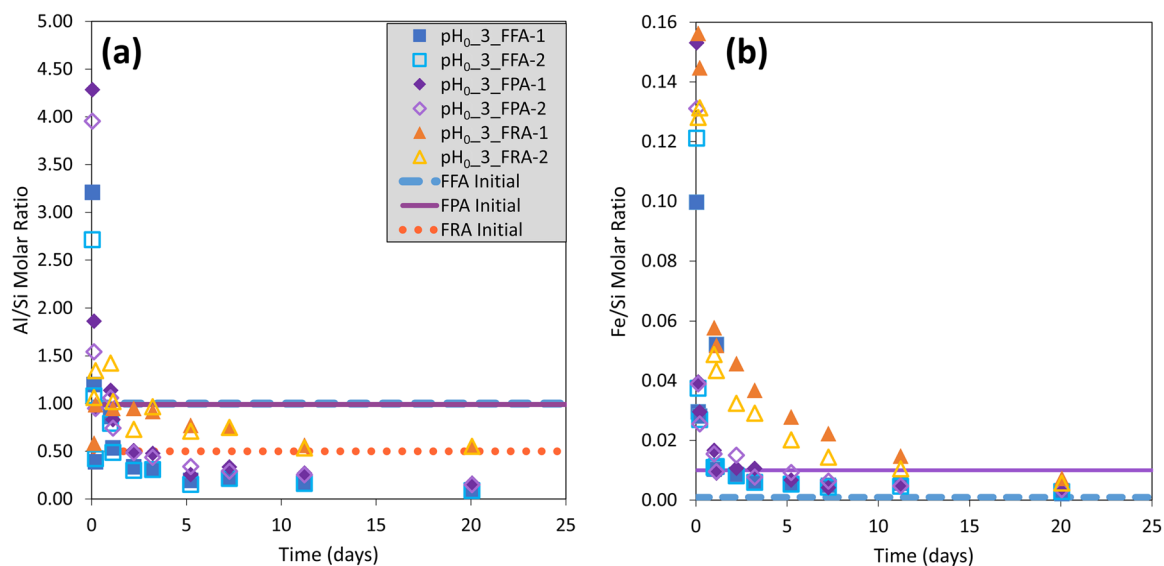 (a)
Al/Si Molar Ratio
5.00
4.50
4.00
3.50
3.00
2.50
2.00
1.50
1.00
0.50
0.00
pH₀_3_FFA-1
pH₀_3_FFA-2
pH₀_3_FPA-1
pH₀_3_FPA-2
pH₀_3_FRA-1
pH₀_3_FRA-2
FFA Initial
FPA Initial
FRA Initial
0 5 10 15 20 25
Time (days)
(b)
Fe/Si Molar Ratio
0.16
0.14
0.12
0.10
0.08
0.06
0.04
0.02
0.00
0 5 10 15 20 25
Time (days)